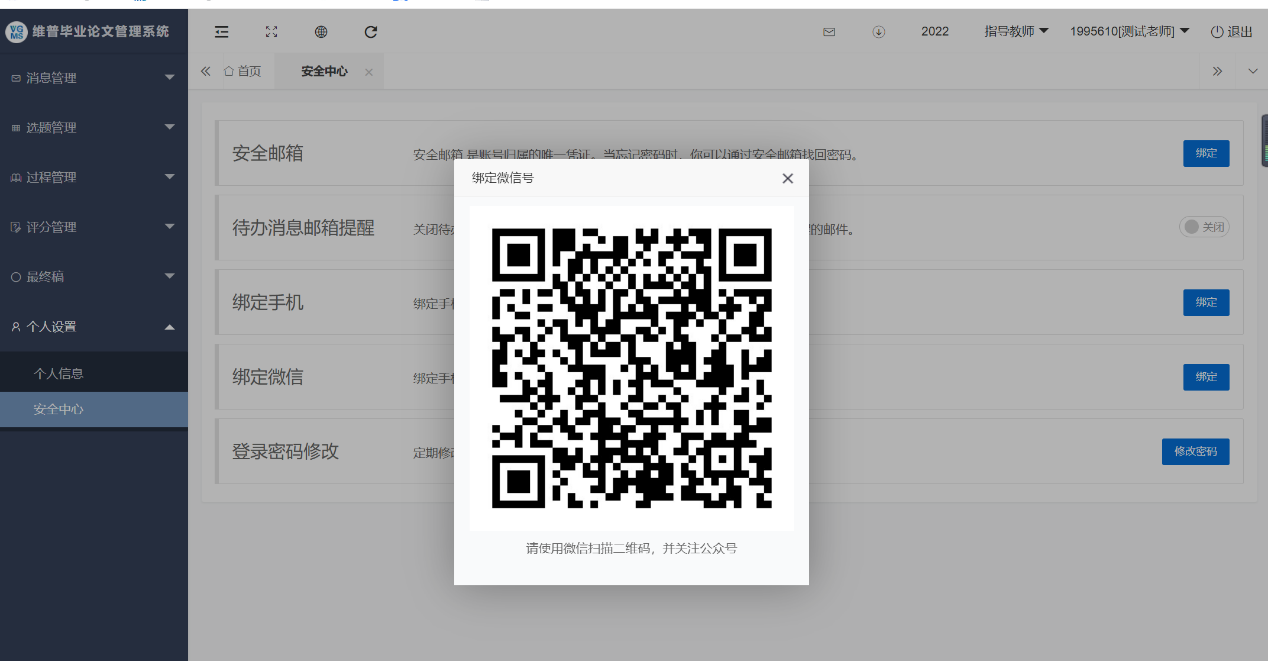 维普毕业论文管理系统
2022 指导教师 1995610[测试老师] 退出
首页 安全中心
消息管理
选题管理
过程管理
评分管理
最终稿
个人设置
个人信息
安全中心
安全邮箱 安全邮箱 是账号归属的唯一凭证。当忘记密码时，你可以通过安全邮箱找回密码。 绑定
待办消息邮箱提醒 关闭待 的邮件。 关闭
绑定手机 绑定手 绑定
绑定微信 绑定手 绑定
登录密码修改 定期修 修改密码
绑定微信号
请使用微信扫描二维码，并关注公众号